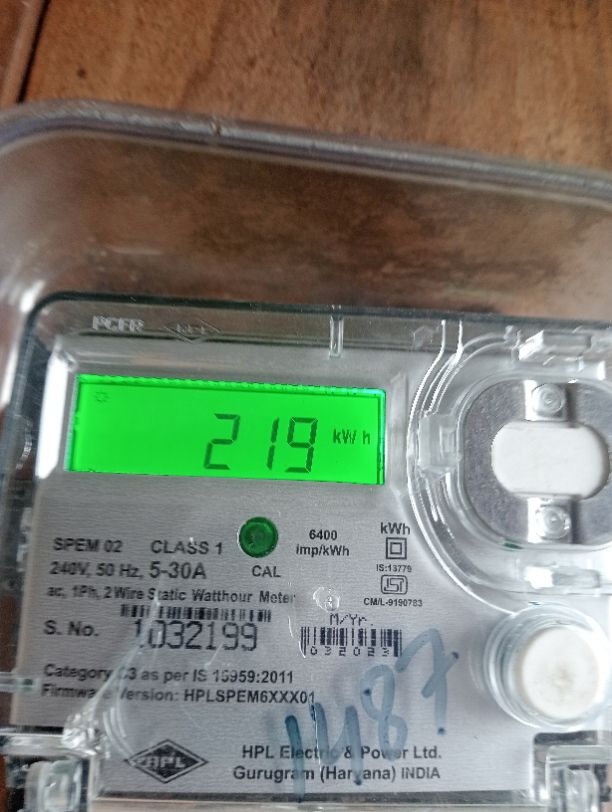 219 kWh
SPEM 02 CLASS 1
240V, 50 Hz, 5-30A
CAL
6400
imp/kWh
kWh
IS:13779
CM/L-9190783
ac, 1Ph, 2 Wire Static Watthour Meter
S. No. 1032199
M/Yr.
032023
Category C3 as per IS 15959:2011
Firmware Version: HPLSPEM6XXX01
1487
HPL
HPL Electric & Power Ltd.
Gurugram (Haryana) INDIA